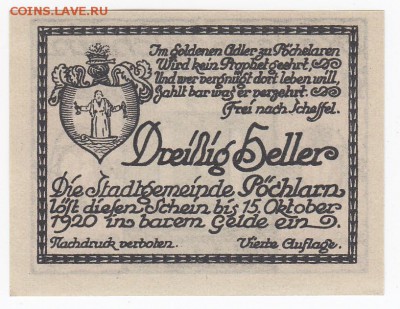 СОINS.LAVE.RU
Im Goldenen Adler zu Pöchelaren
Wird kein Prophet geehrt.
Und wer vergnügt dort leben will,
Zahlt bar was er verzehrt.
Frei nach Scheffel.
Dreißig Heller
Die Stadtgemeinde Pöchlarn
löst diesen Schein bis 15. Oktober
1920 in barem Gelde ein.
Nachdruck verboten. Vierte Auflage.